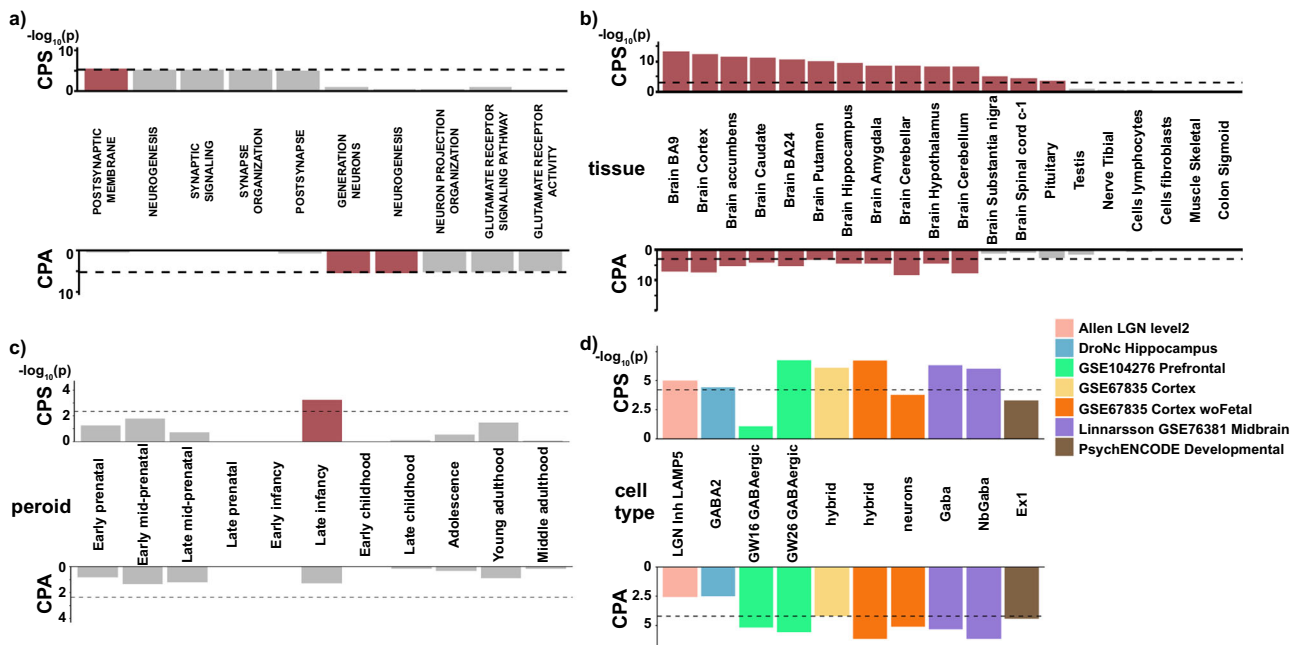 a)
-log10(p)
CPS
10
0
POSTSYNAPTIC
MEMBRANE
NEUROGENESIS
SYNAPTIC
SIGNALING
SYNAPSE
ORGANIZATION
POSTSYNAPSE
GENERATION
NEURONS
NEUROGENESIS
NEURON PROJECTION
ORGANIZATION
GLUTAMATE RECEPTOR
SIGNALING PATHWAY
GLUTAMATE RECEPTOR
ACTIVITY
CPA
0
10
b)
-log10(p)
CPS
10
0
tissue
Brain BA9
Brain Cortex
Brain accumbens
Brain Caudate
Brain BA24
Brain Putamen
Brain Hippocampus
Brain Amygdala
Brain Cerebellar
Brain Hypothalamus
Brain Cerebellum
Brain Substantia nigra
Brain Spinal cord c-1
Pituitary
Testis
Nerve Tibial
Cells lymphocytes
Cells fibroblasts
Muscle Skeletal
Colon Sigmoid
CPA
0
10
c)
-log10(p)
CPS
4
2
0
peroid
Early prenatal
Early mid-prenatal
Late mid-prenatal
Late prenatal
Early infancy
Late infancy
Early childhood
Late childhood
Adolescence
Young adulthood
Middle adulthood
CPA
0
2
4
d)
-log10(p)
CPS
5
2.5
0
cell
type
LGN Inh LAMP5
GABA2
GW16 GABAergic
GW26 GABAergic
hybrid
hybrid
neurons
Gaba
NbGaba
Ex1
CPA
0
2.5
5
Allen LGN level2
DroNc Hippocampus
GSE104276 Prefrontal
GSE67835 Cortex
GSE67835 Cortex woFetal
Linnarsson GSE76381 Midbrain
PsychENCODE Developmental